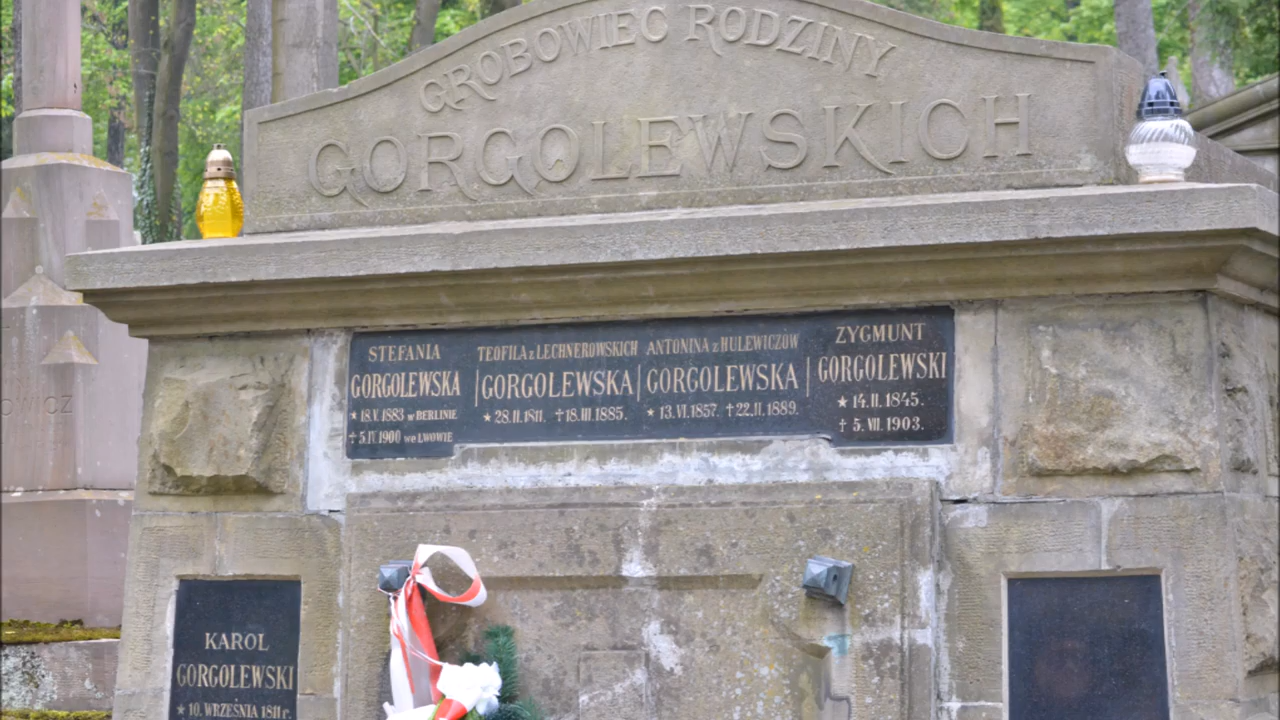 GROBOWIEC RODZINY
GORGOLEWSKICH
STEFANIA
GORGOLEWSKA
* 18.V.1883 w BERLINIE
† 5.IV.1900 we LWOWIE
TEOFILA z LECHNEROWSKICH
GORGOLEWSKA
* 28.II.1811. † 18.III.1885.
ANTONINA z HULEWICZÓW
GORGOLEWSKA
* 13.VI.1857. † 22.II.1889.
ZYGMUNT
GORGOLEWSKI
* 14.II.1845.
† 5.VII.1903.
KAROL
GORGOLEWSKI
* 10. WRZEŚNIA 1811 r.
OWICZ